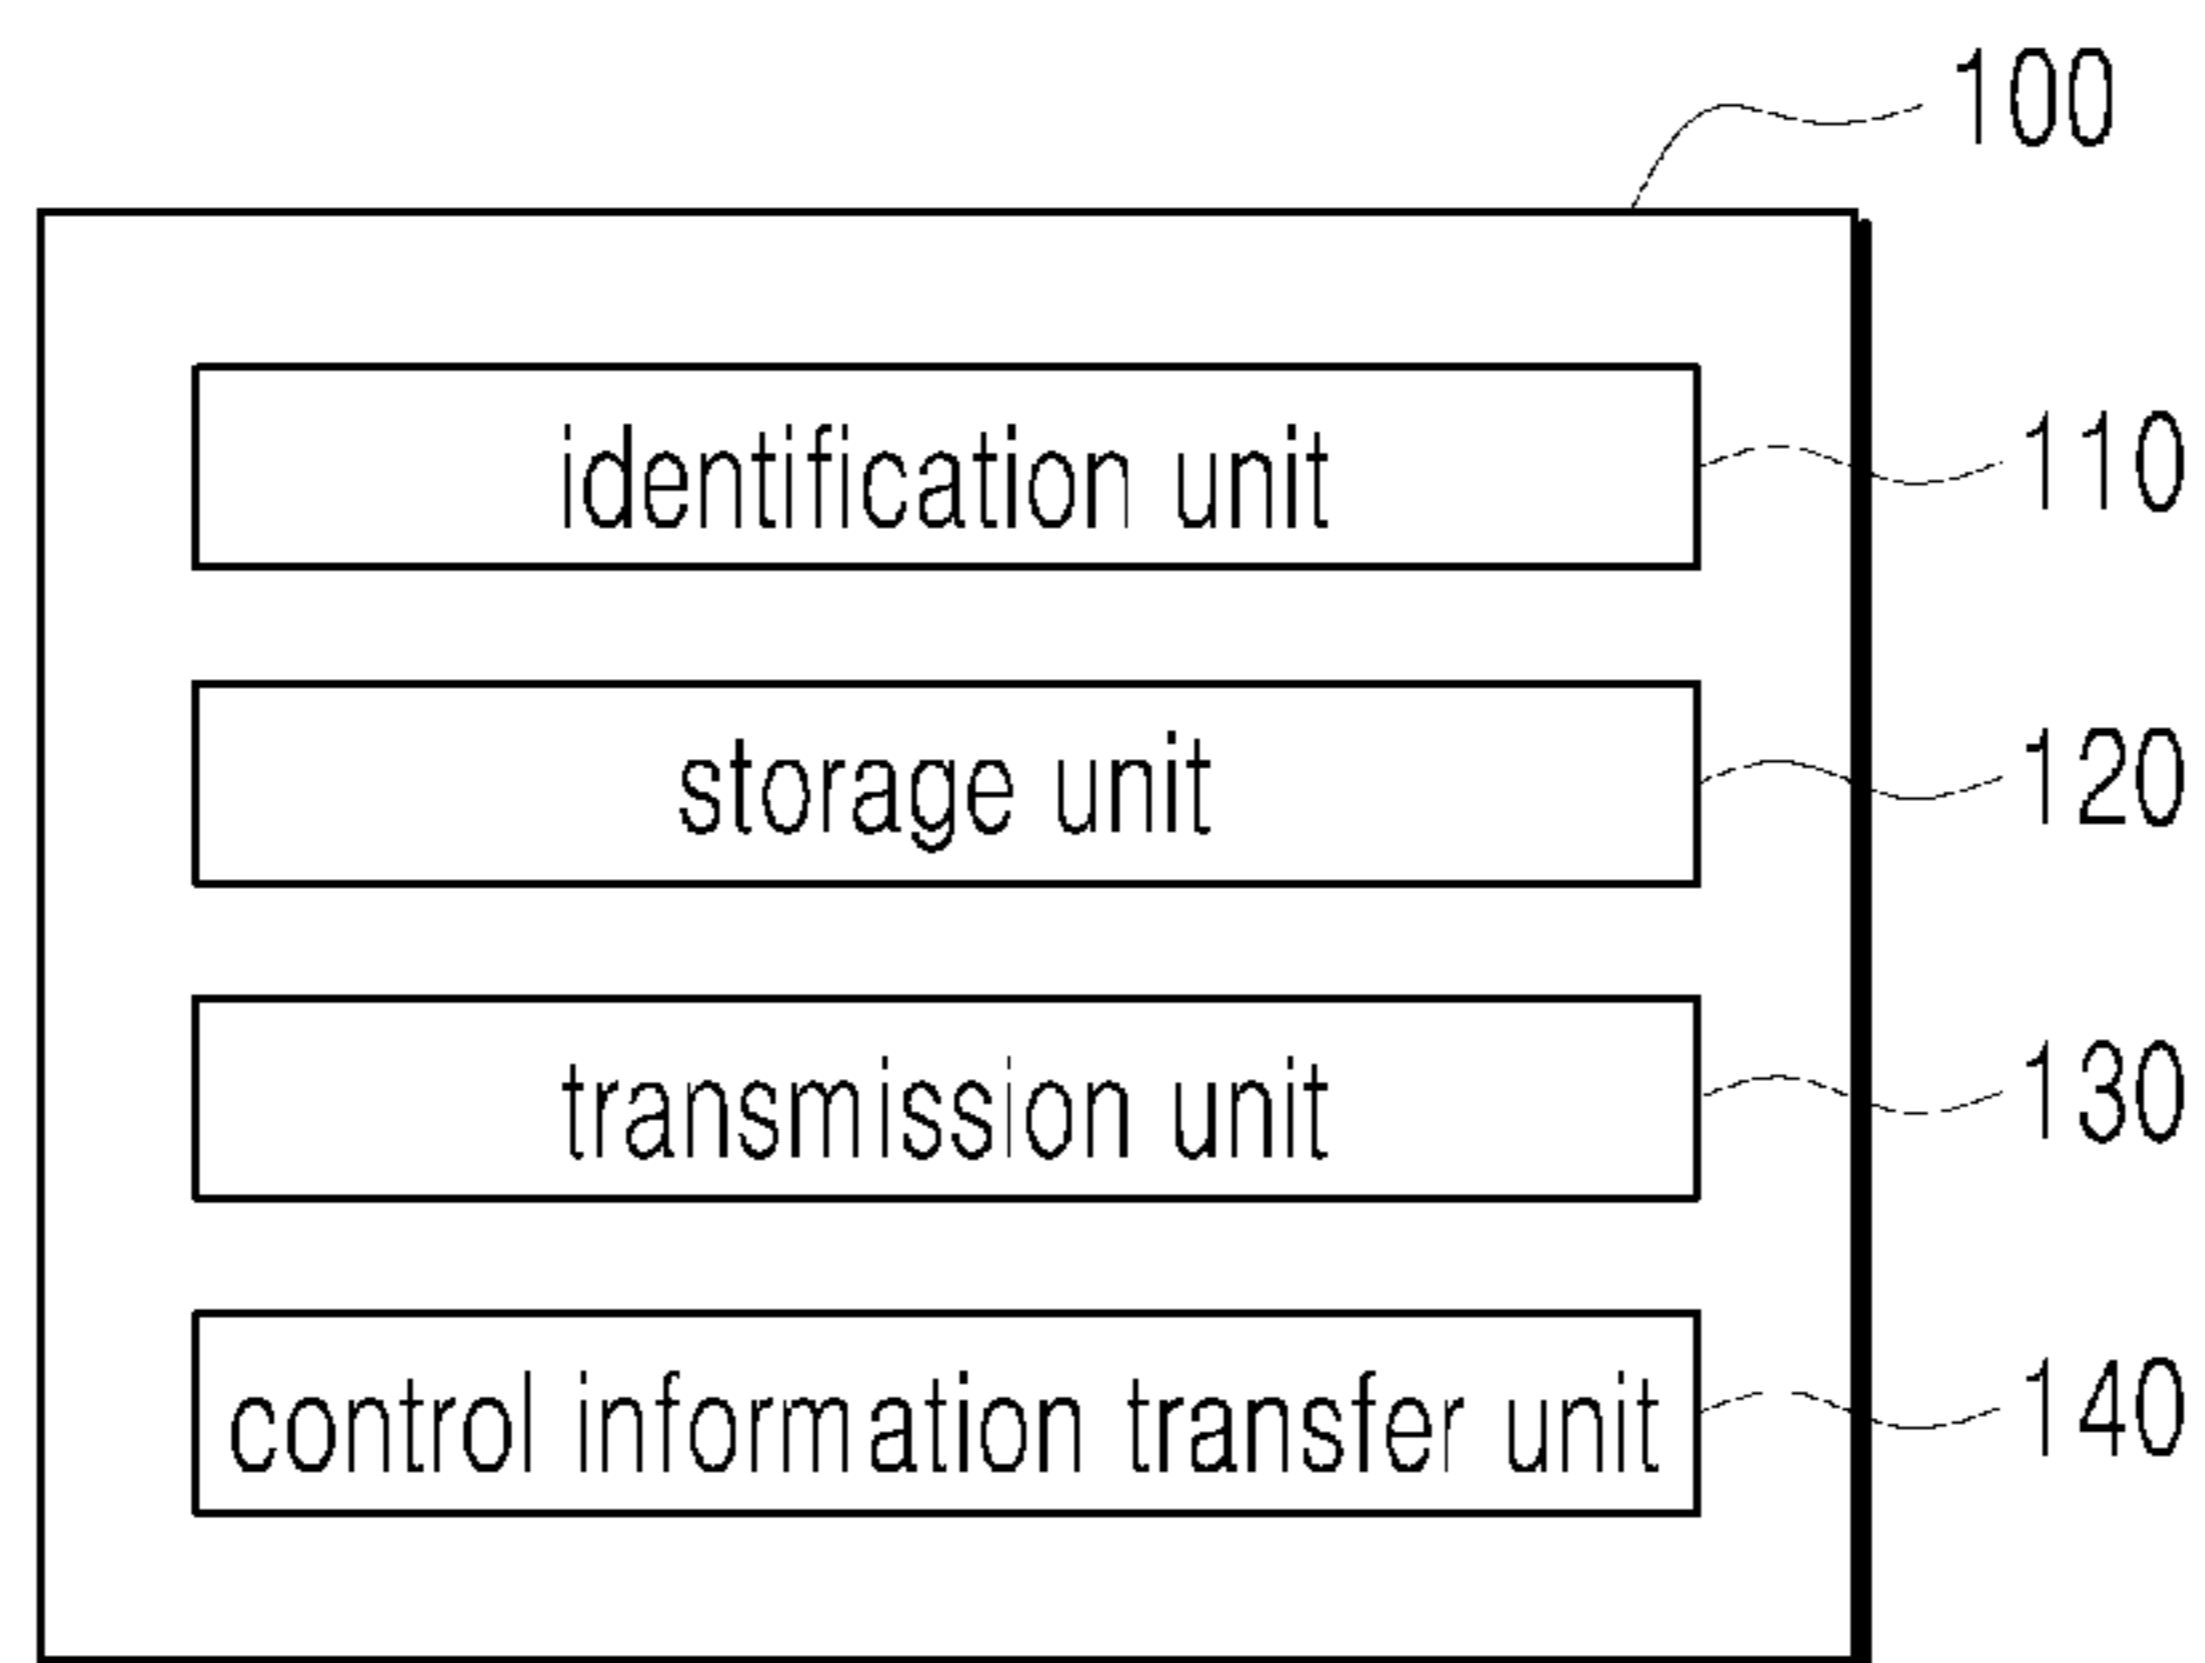 100
identification unit 110
storage unit 120
transmission unit 130
control information transfer unit 140